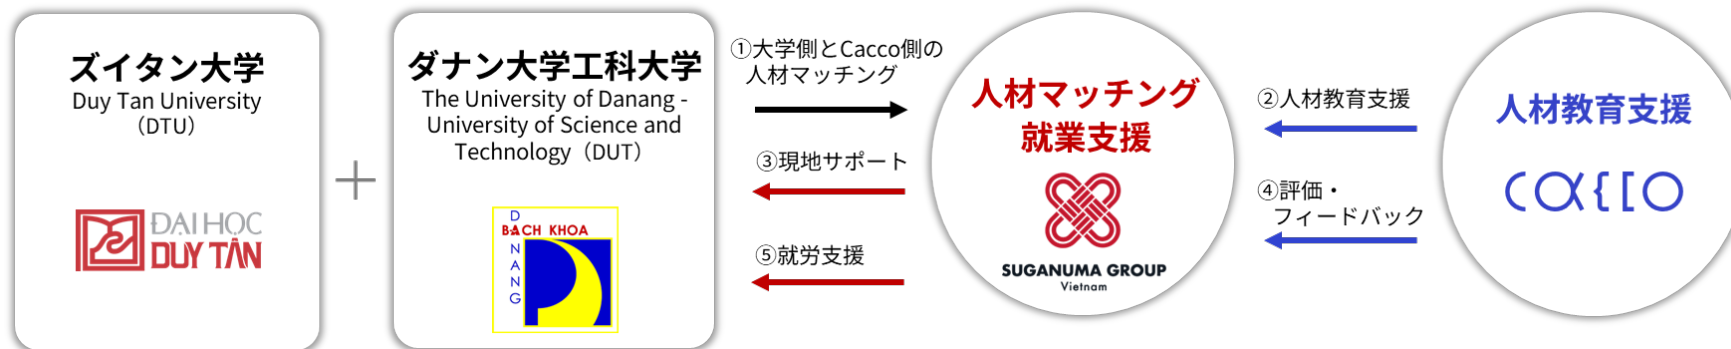 ズイタン大学
Duy Tan University
（DTU）
ĐẠI HỌC
DUY TÂN
ダナン大学工科大学
The University of Danang -
University of Science and
Technology（DUT）
DANANG
BACH KHOA
①大学側とCacco側の
人材マッチング
③現地サポート
⑤就労支援
人材マッチング
就業支援
SUGANUMA GROUP
Vietnam
②人材教育支援
④評価・
フィードバック
人材教育支援
cacco